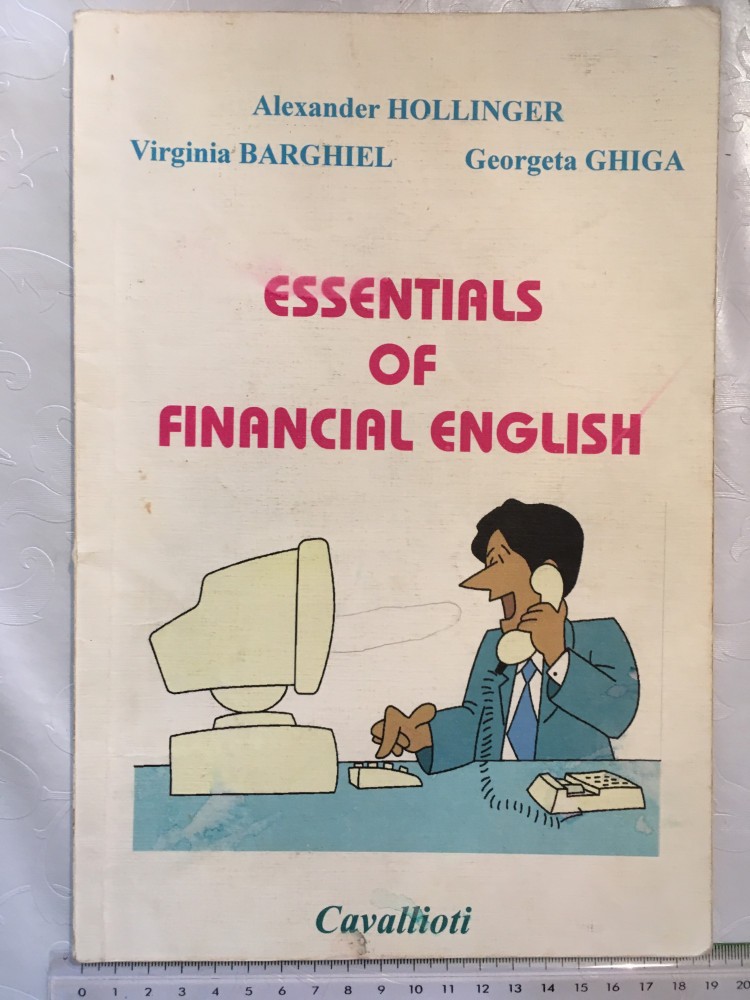 Alexander HOLLINGER
Virginia BARGHIEL Georgeta GHIGA
ESSENTIALS
OF
FINANCIAL ENGLISH
Cavallioti
0 1 2 3 4 5 6 7 8 9 10 11 12 13 14 15 16 17 18 19 20